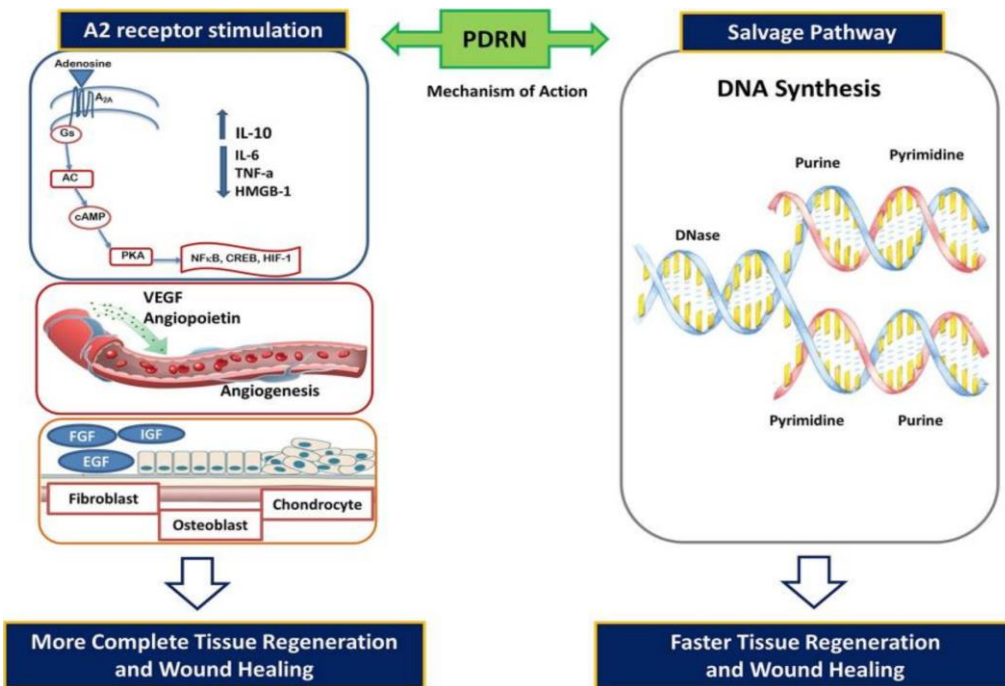 A2 receptor stimulation
PDRN
Mechanism of Action
Salvage Pathway
Adenosine
A2A
Gs
AC
cAMP
PKA
NFκB, CREB, HIF-1
IL-10
IL-6
TNF-a
HMGB-1
VEGF
Angiopoietin
Angiogenesis
FGF
IGF
EGF
Fibroblast
Osteoblast
Chondrocyte
More Complete Tissue Regeneration
and Wound Healing
DNA Synthesis
Purine
Pyrimidine
DNase
Pyrimidine
Purine
Faster Tissue Regeneration
and Wound Healing